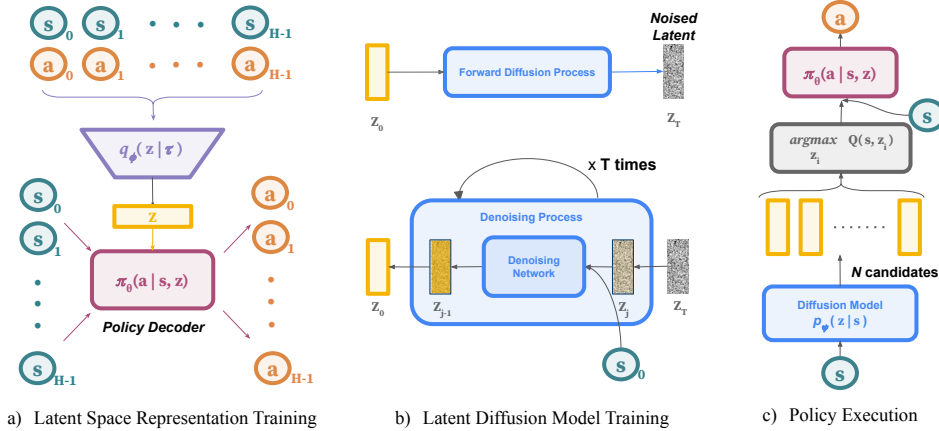 s0 s1 sH-1
a0 a1 aH-1
qϕ( z | τ )
z
s0
s1
sH-1
πθ(a | s, z)
Policy Decoder
a0
a1
aH-1
a) Latent Space Representation Training
Noised
Latent
Forward Diffusion Process
Z0
ZT
x T times
Denoising Process
Denoising
Network
Z0
Zj-1
Zj
ZT
s0
b) Latent Diffusion Model Training
a
πθ(a | s, z)
s
argmax Q(s, zi)
zi
N candidates
Diffusion Model
pψ( z | s )
s
c) Policy Execution